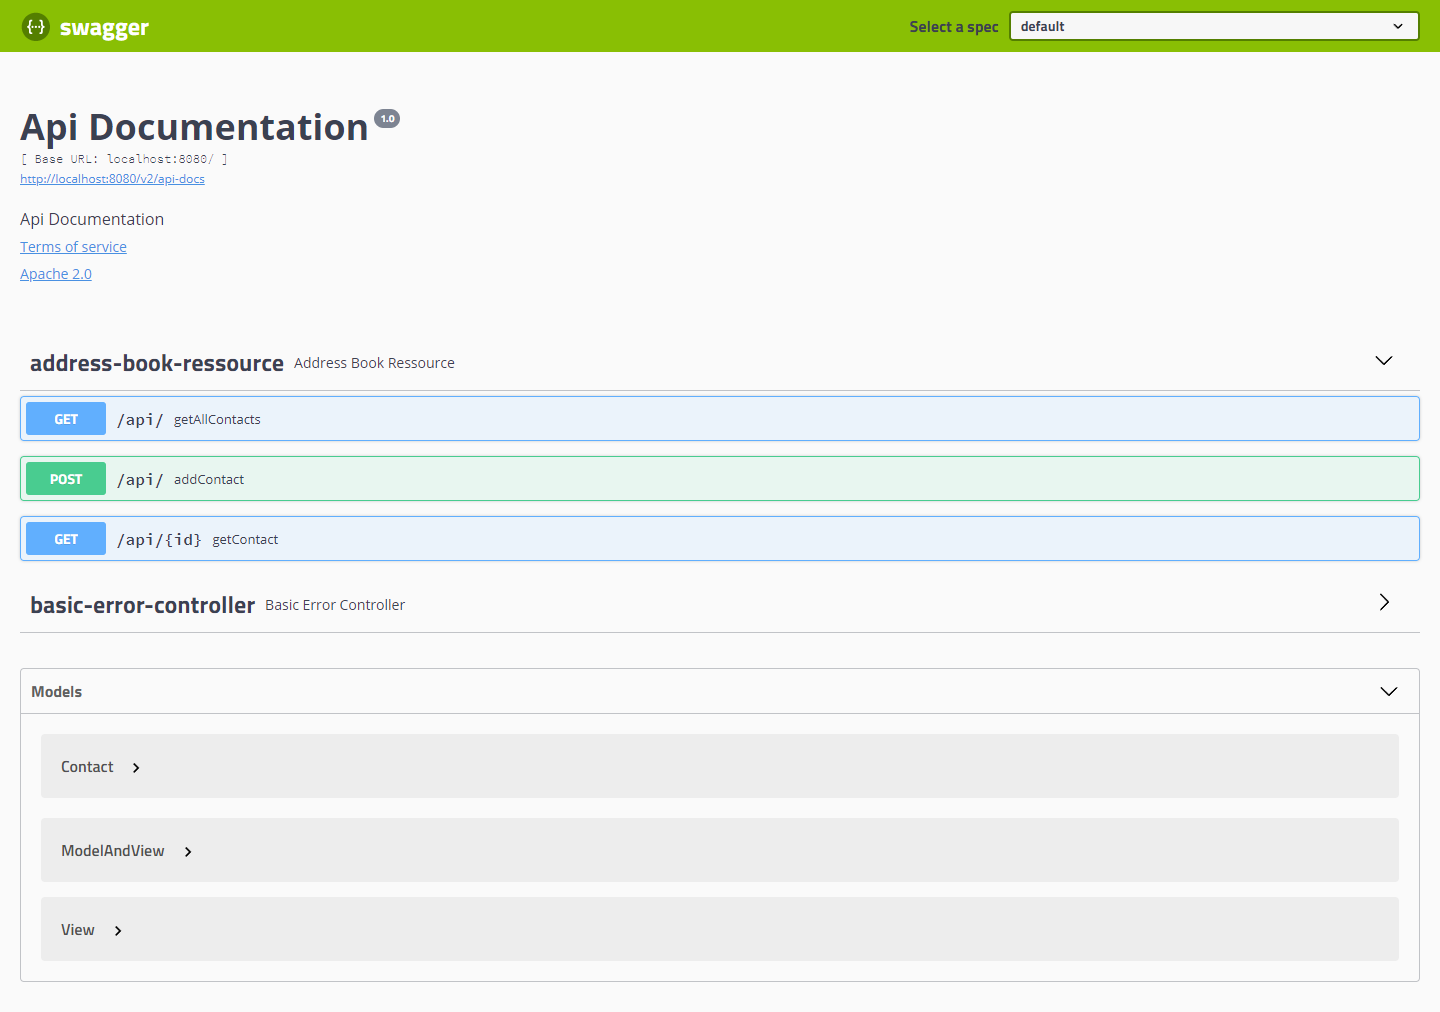 {···} swagger
Select a spec default
Api Documentation 1.0
[ Base URL: localhost:8080/ ]
http://localhost:8080/v2/api-docs
Api Documentation
Terms of service
Apache 2.0
address-book-ressource Address Book Ressource
GET /api/ getAllContacts
POST /api/ addContact
GET /api/{id} getContact
basic-error-controller Basic Error Controller
Models
Contact
ModelAndView
View